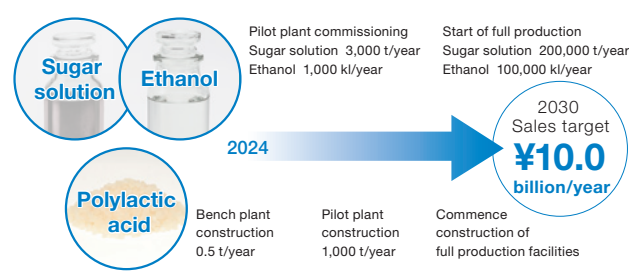 Sugar
solution
Ethanol
Pilot plant commissioning
Sugar solution 3,000 t/year
Ethanol 1,000 kl/year
Start of full production
Sugar solution 200,000 t/year
Ethanol 100,000 kl/year
2024
2030
Sales target
¥10.0
billion/year
Polylactic
acid
Bench plant
construction
0.5 t/year
Pilot plant
construction
1,000 t/year
Commence
construction of
full production facilities